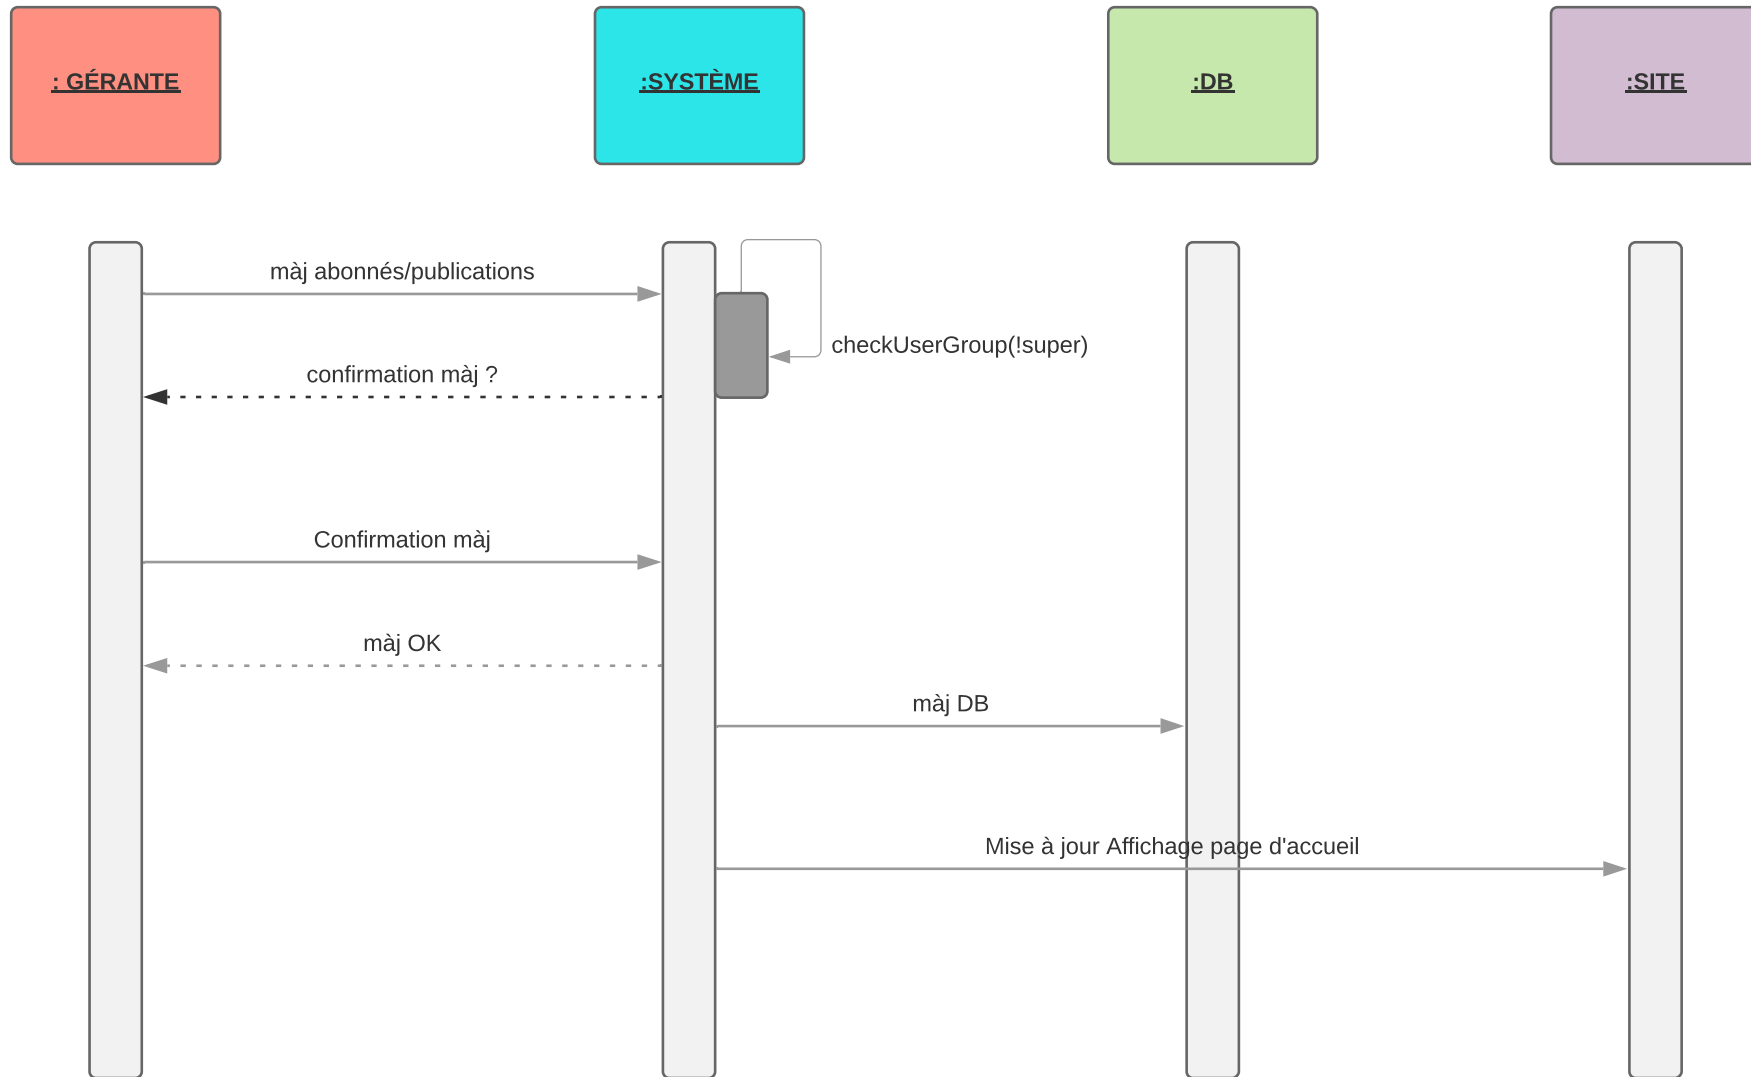 : GÉRANTE
:SYSTÈME
:DB
:SITE
màj abonnés/publications
checkUserGroup(!super)
confirmation màj ?
Confirmation màj
màj OK
màj DB
Mise à jour Affichage page d'accueil